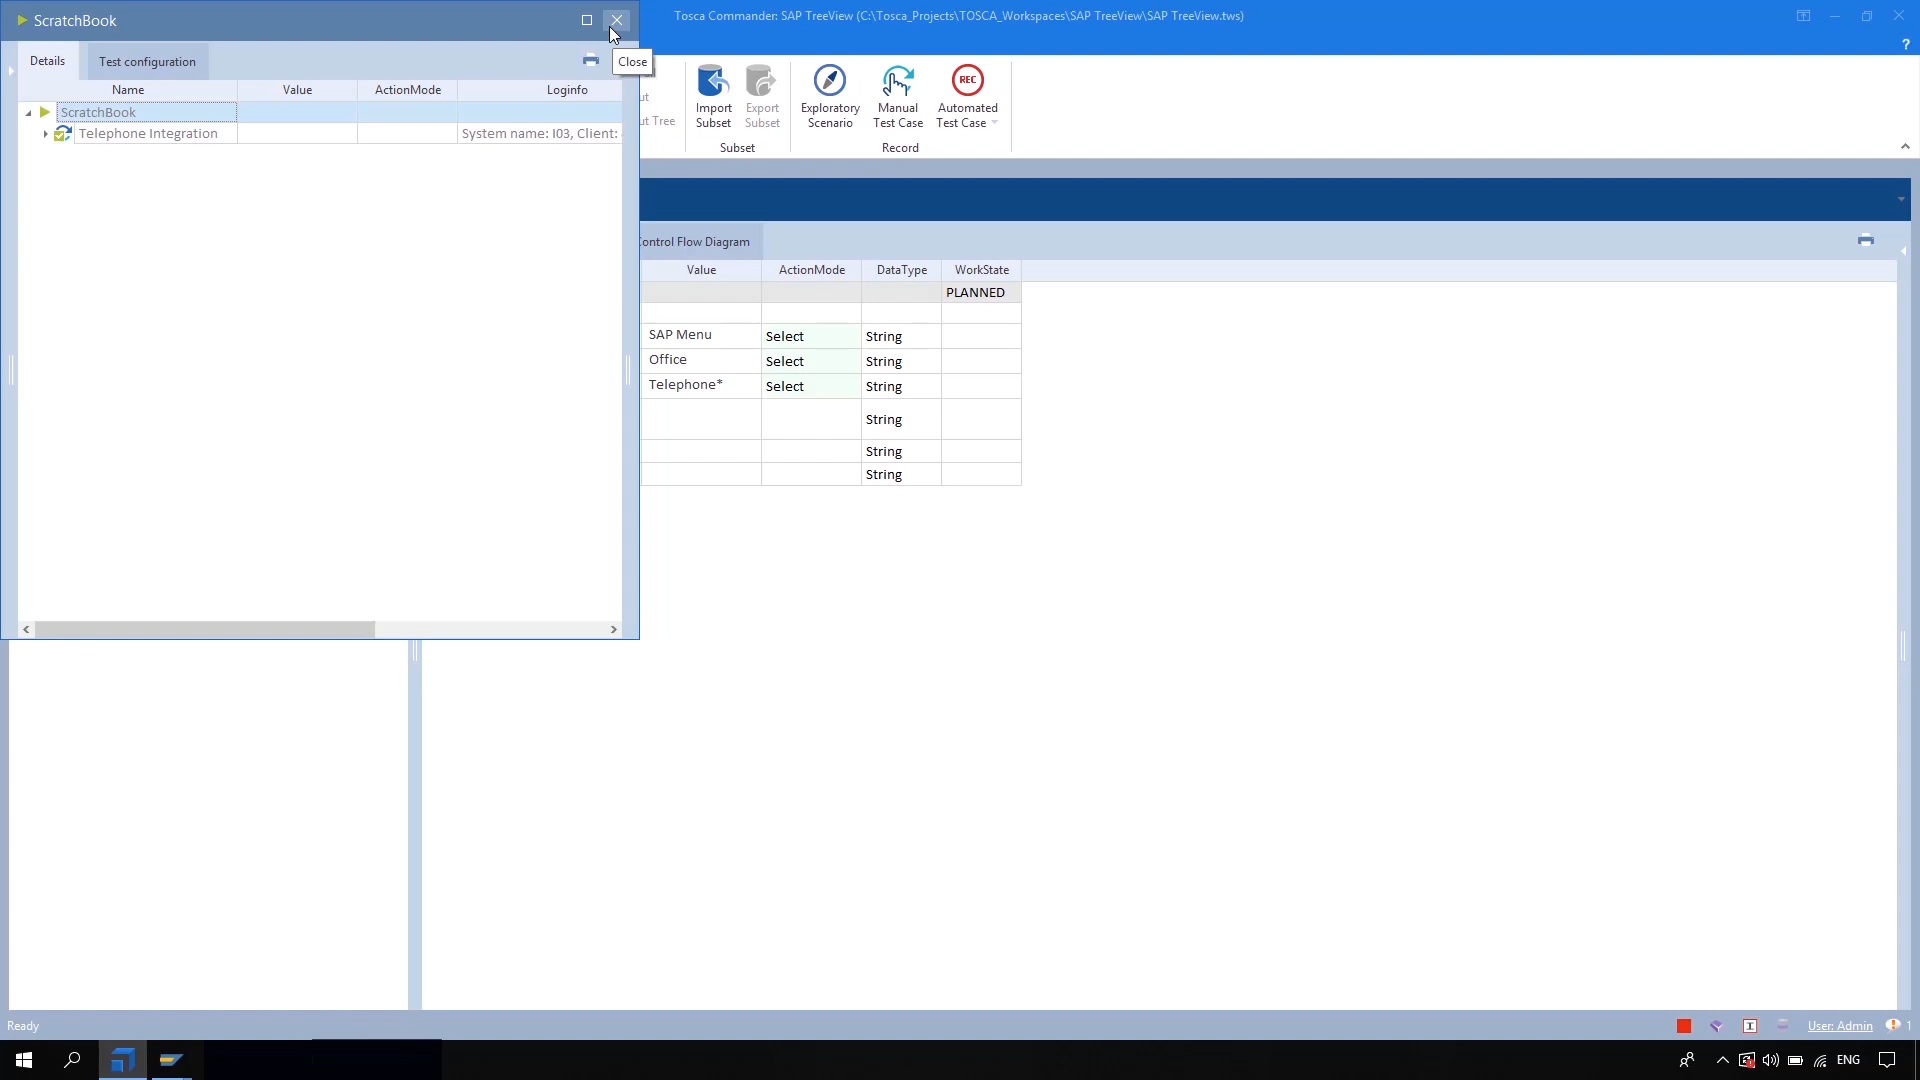 ScratchBook
Tosca Commander: SAP TreeView (C:\Tosca_Projects\TOSCA_Workspaces\SAP TreeView\SAP TreeView.tws)
?
Details
Test configuration
Close
Name
Value
ActionMode
Loginfo
ScratchBook
Telephone Integration
System name: I03, Client:
ut
ut Tree
Import
Subset
Export
Subset
Subset
Exploratory
Scenario
Manual
Test Case
REC
Automated
Test Case
Record
Control Flow Diagram
Value
ActionMode
DataType
WorkState
PLANNED
SAP Menu
Select
String
Office
Select
String
Telephone*
Select
String
String
String
String
Ready
User: Admin
1
ENG